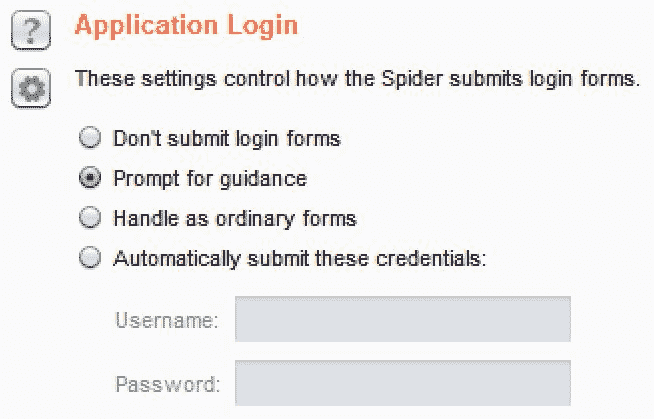 ?
Application Login
These settings control how the Spider submits login forms.
Don't submit login forms
Prompt for guidance
Handle as ordinary forms
Automatically submit these credentials:
Username:
Password: